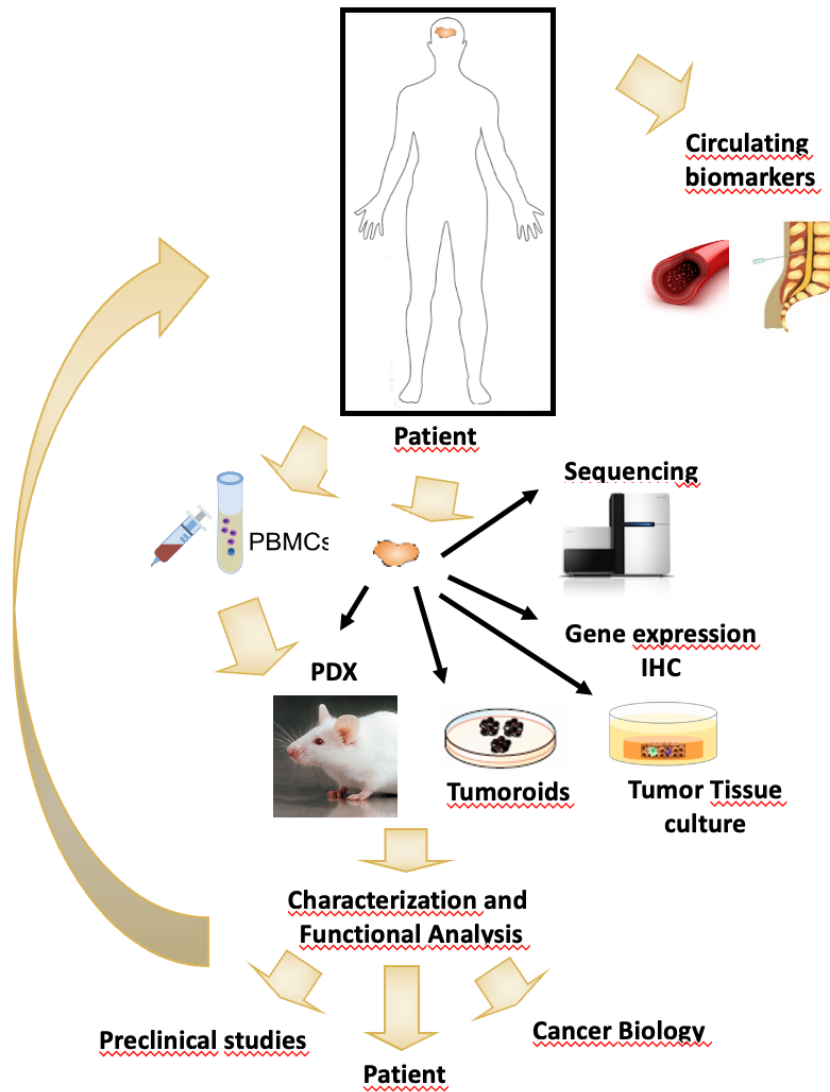 Circulating
biomarkers
Patient
Sequencing
PBMCs
Gene expression
IHC
PDX
Tumoroids
Tumor Tissue
culture
Characterization and
Functional Analysis
Preclinical studies
Cancer Biology
Patient